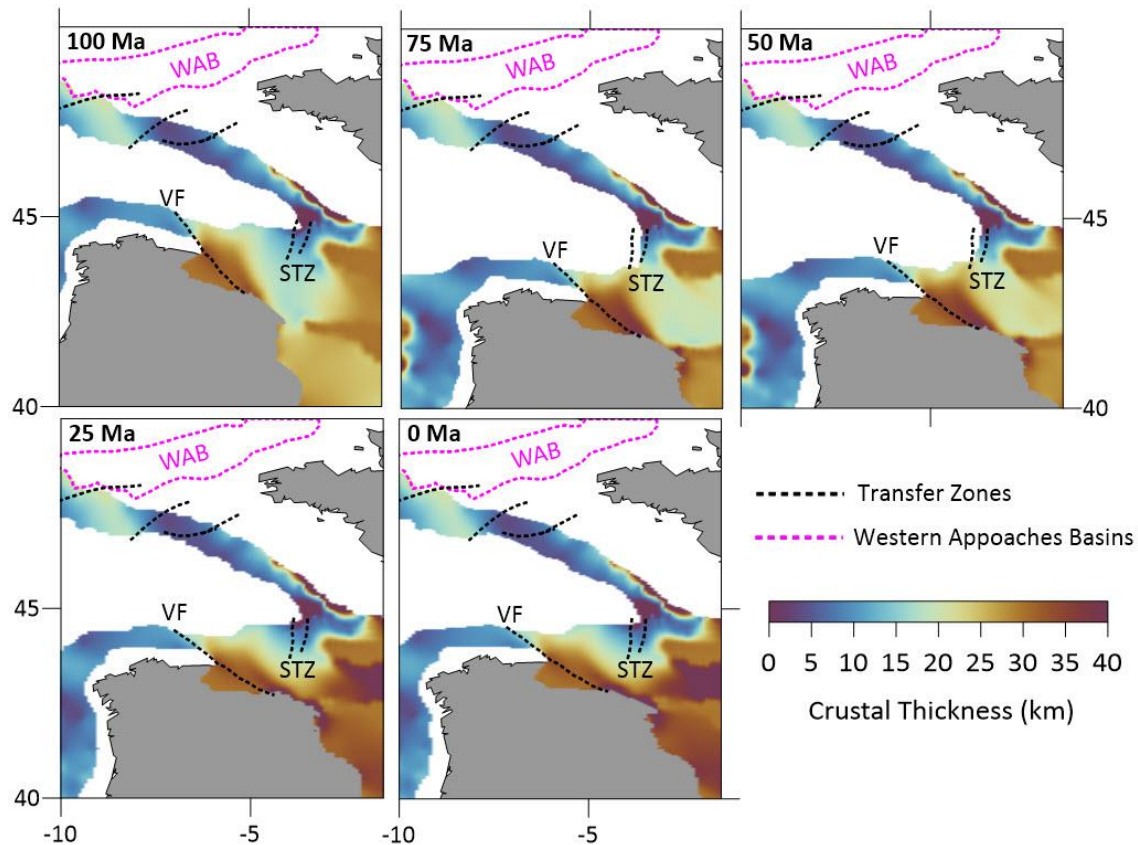 100 Ma
WAB
VF
STZ
45
40
75 Ma
WAB
VF
STZ
50 Ma
WAB
VF
STZ
45
40
25 Ma
WAB
VF
STZ
45
40
-10
-5
0 Ma
WAB
VF
STZ
-5
Transfer Zones
Western Appoaches Basins
0 5 10 15 20 25 30 35 40
Crustal Thickness (km)